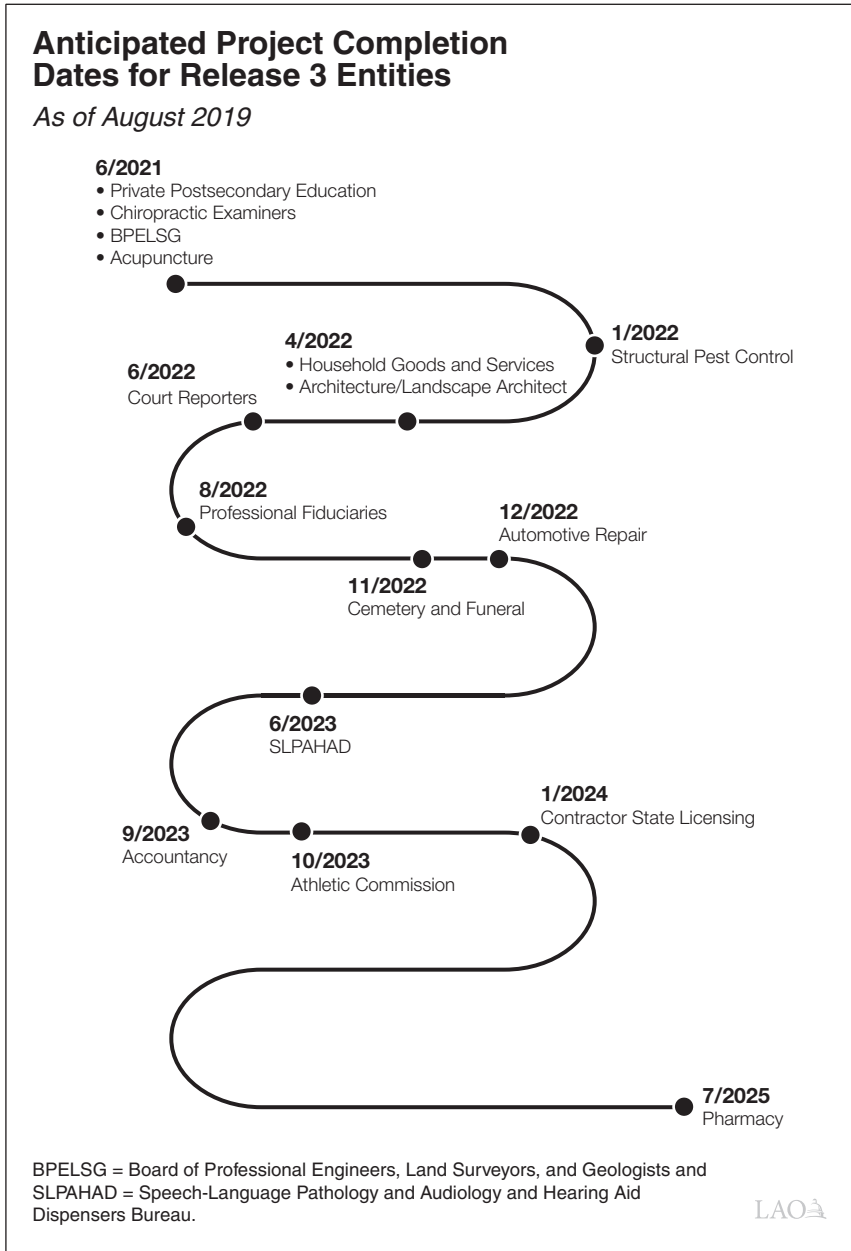 Anticipated Project Completion
Dates for Release 3 Entities
As of August 2019
6/2021
• Private Postsecondary Education
• Chiropractic Examiners
• BPELSG
• Acupuncture
1/2022
Structural Pest Control
4/2022
• Household Goods and Services
• Architecture/Landscape Architect
6/2022
Court Reporters
8/2022
Professional Fiduciaries
11/2022
Cemetery and Funeral
12/2022
Automotive Repair
6/2023
SLPAHAD
9/2023
Accountancy
10/2023
Athletic Commission
1/2024
Contractor State Licensing
7/2025
Pharmacy
BPELSG = Board of Professional Engineers, Land Surveyors, and Geologists and
SLPAHAD = Speech-Language Pathology and Audiology and Hearing Aid
Dispensers Bureau.
LAO